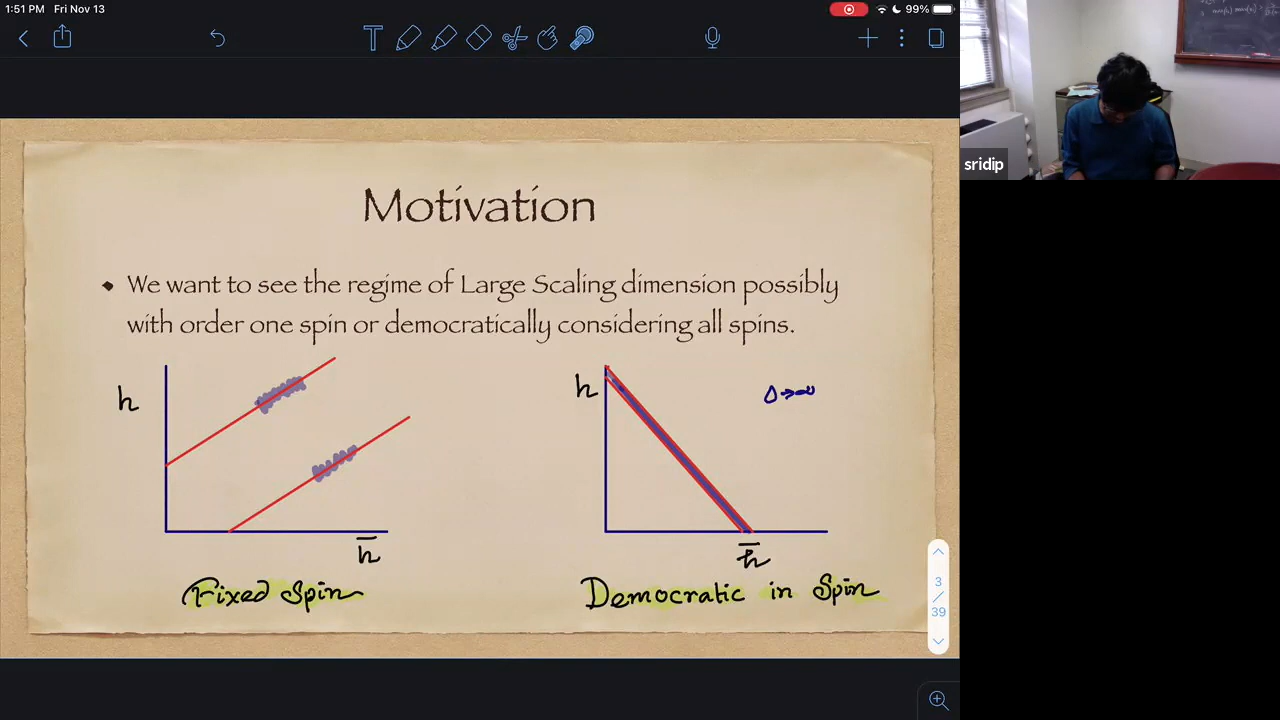 1:51 PM Fri Nov 13
99%
sridip
Motivation
We want to see the regime of Large Scaling dimension possibly
with order one spin or democratically considering all spins.
h
h
Δ→∞
h̄
h̄
Fixed Spin
Democratic in Spin
3
/
39